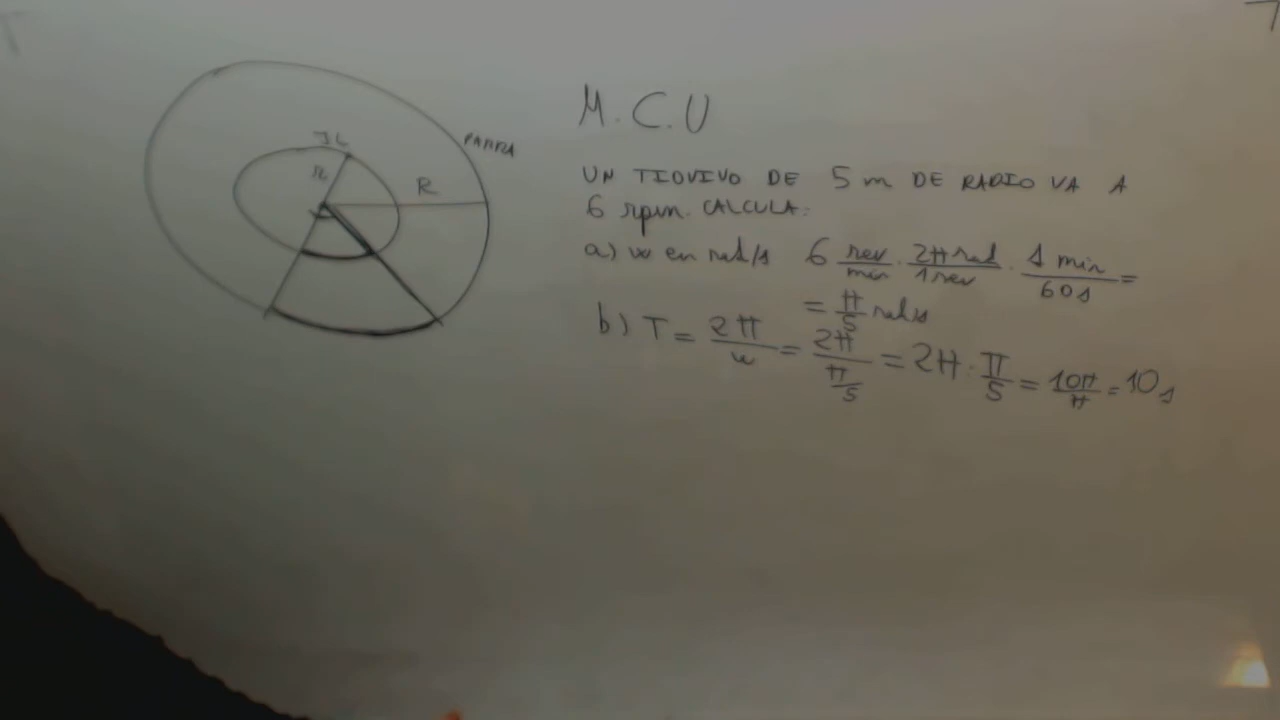 M.C.U
UN TIOVIVO DE 5 m DE RADIO VA A
6 rpm. CALCULA:
a) w en rad/s 6 rev/min · 2π rad/1 rev · 1 min/60 s =
= π/5 rad/s
b) T = 2π/w = 2π/(π/5) = 2π · π/5 = 10π/π = 10 s
JL
PARRA
R
R